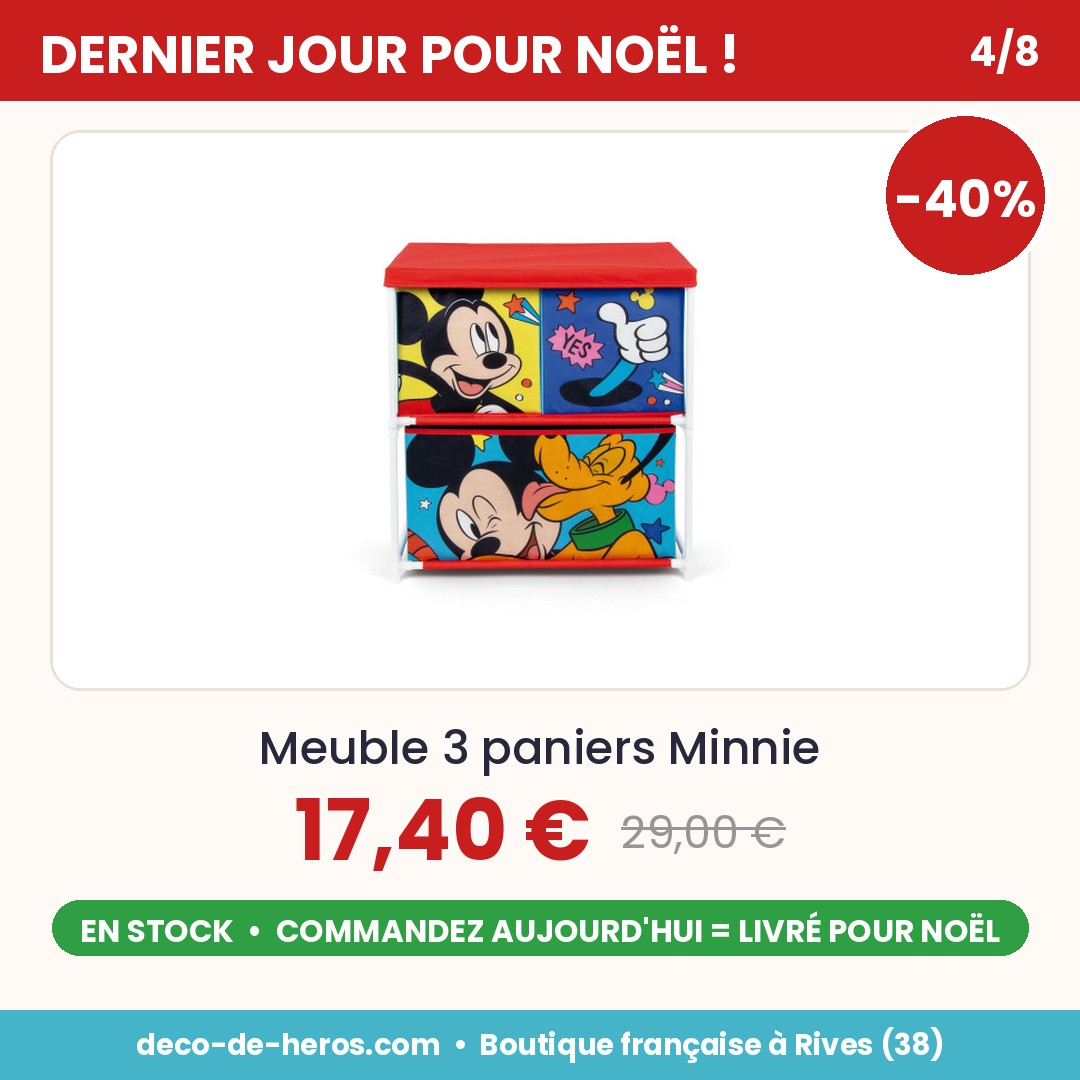 DERNIER JOUR POUR NOËL !
4/8
-40%
YES
Meuble 3 paniers Minnie
17,40 € 29,00 €
EN STOCK • COMMANDEZ AUJOURD'HUI = LIVRÉ POUR NOËL
deco-de-heros.com • Boutique française à Rives (38)